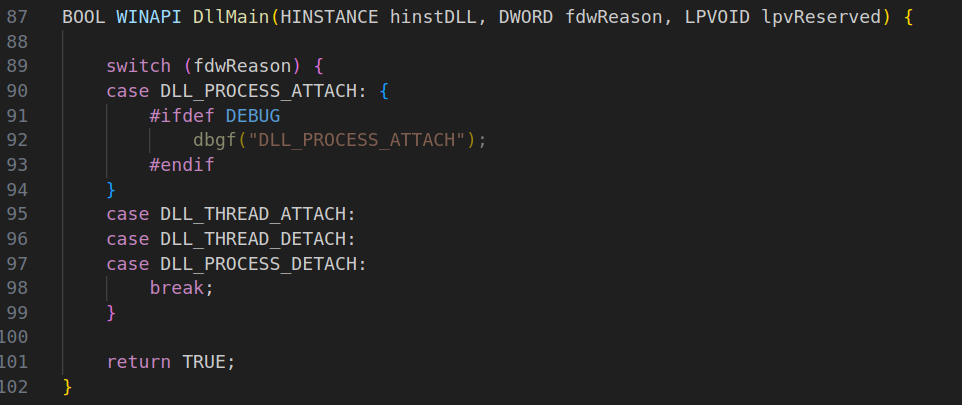 87 BOOL WINAPI DllMain(HINSTANCE hinstDLL, DWORD fdwReason, LPVOID lpvReserved) {
88
89 switch (fdwReason) {
90 case DLL_PROCESS_ATTACH: {
91 #ifdef DEBUG
92 dbgf("DLL_PROCESS_ATTACH");
93 #endif
94 }
95 case DLL_THREAD_ATTACH:
96 case DLL_THREAD_DETACH:
97 case DLL_PROCESS_DETACH:
98 break;
99 }
100
101 return TRUE;
102 }